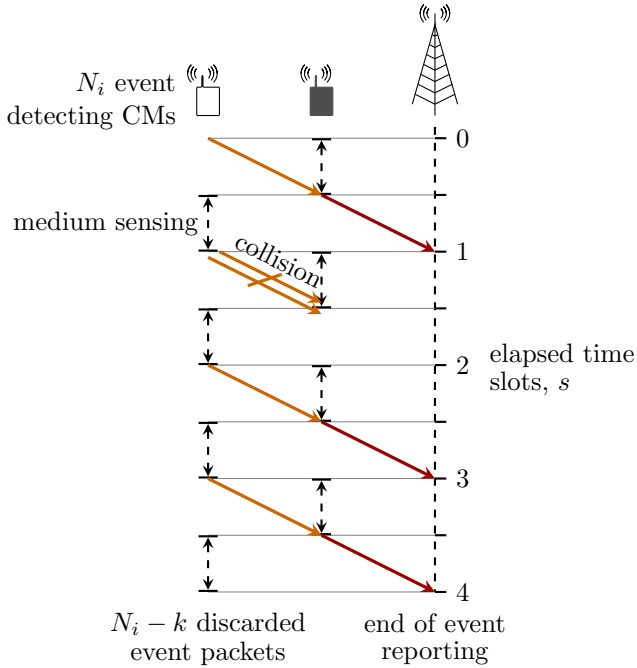 N_i event
detecting CMs
0
medium sensing
collision
1
2
elapsed time
slots, s
3
4
N_i − k discarded
event packets
end of event
reporting